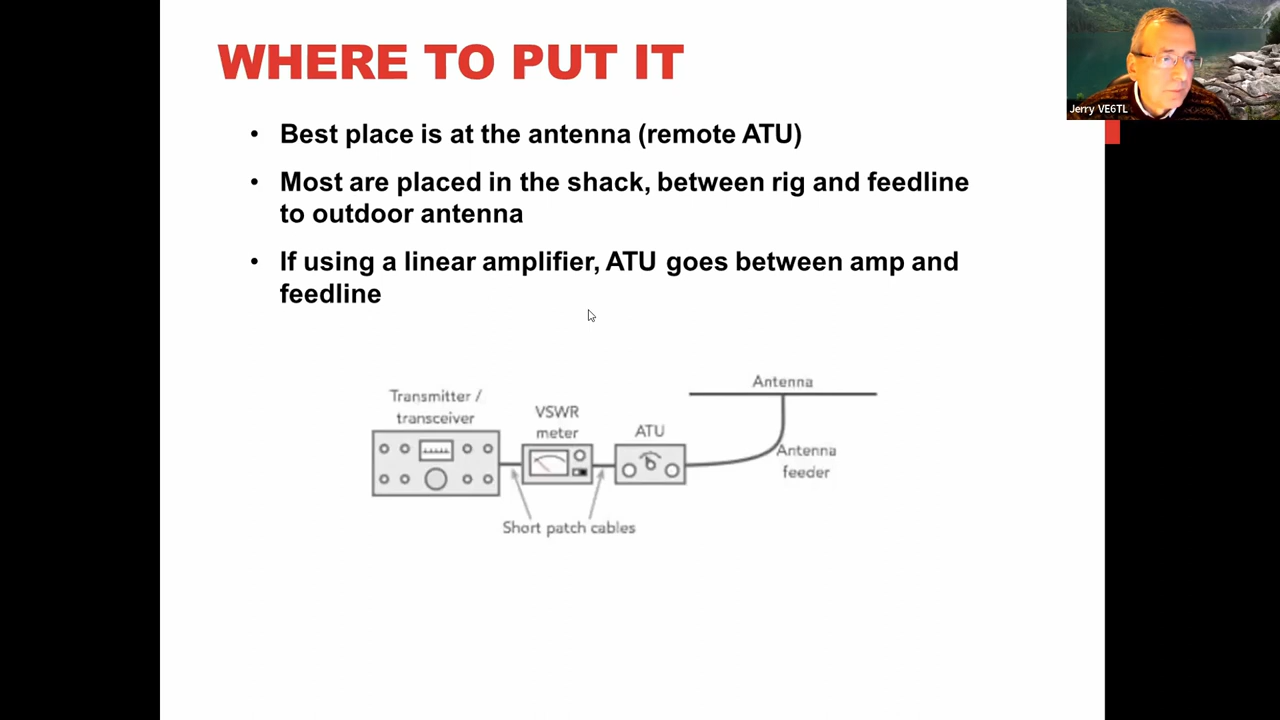 WHERE TO PUT IT
Jerry VE6TL
• Best place is at the antenna (remote ATU)
• Most are placed in the shack, between rig and feedline
to outdoor antenna
• If using a linear amplifier, ATU goes between amp and
feedline
Transmitter /
transceiver
VSWR
meter
ATU
Antenna
Antenna
feeder
Short patch cables